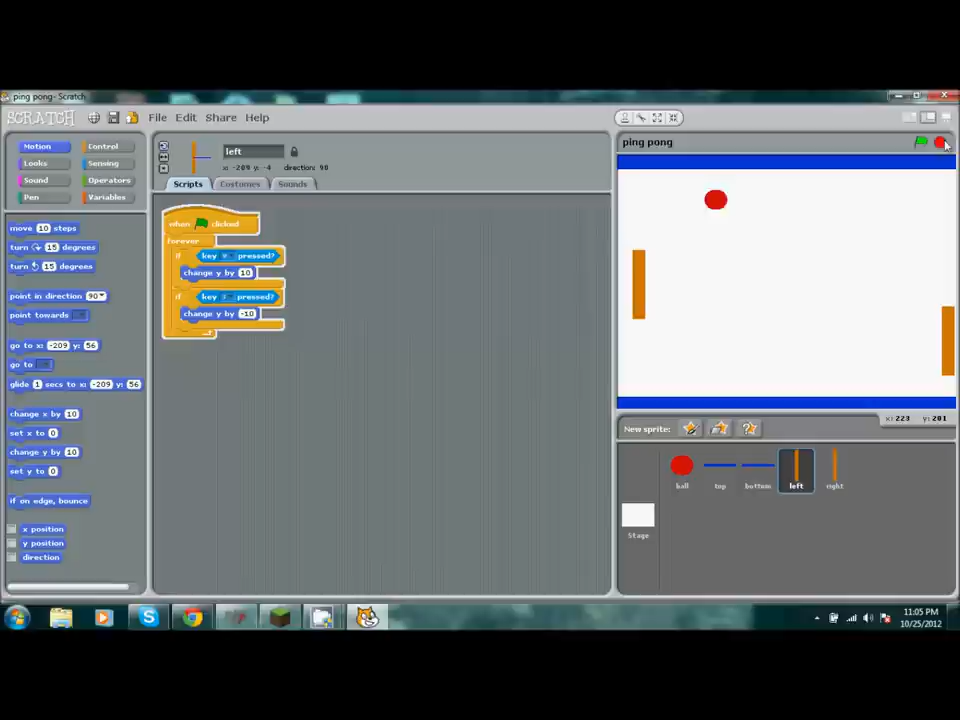 ping pong- Scratch
SCRATCH File Edit Share Help
Motion Control
Looks Sensing
Sound Operators
Pen Variables
left
x: -209 y: -4 direction: 90
Scripts Costumes Sounds
ping pong
move 10 steps
turn 15 degrees
turn 15 degrees
point in direction 90
point towards
go to x: -209 y: 56
go to
glide 1 secs to x: -209 y: 56
change x by 10
set x to 0
change y by 10
set y to 0
if on edge, bounce
x position
y position
direction
when clicked
forever
if key w pressed?
change y by 10
if key s pressed?
change y by -10
x: 223 y: 201
New sprite:
ball top bottom left right
Stage
11:05 PM
10/25/2012